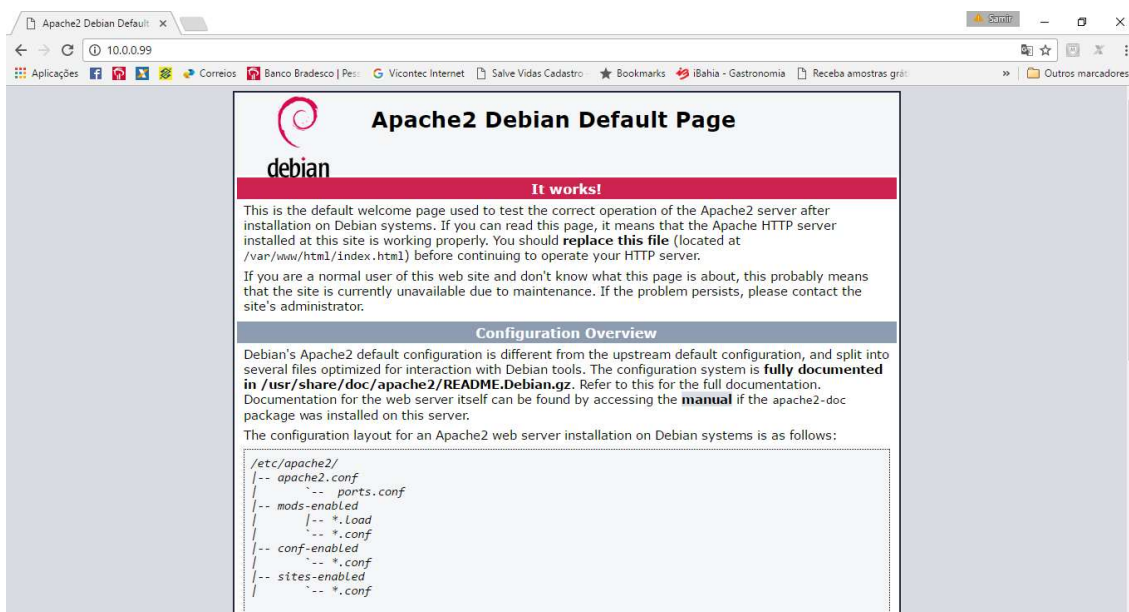 Apache2 Debian Default
Samir
10.0.0.99
Aplicações Correios Banco Bradesco | Pess Vicontec Internet Salve Vidas Cadastro - Bookmarks iBahia - Gastronomia Receba amostras grát » Outros marcadores
debian
Apache2 Debian Default Page
It works!
This is the default welcome page used to test the correct operation of the Apache2 server after
installation on Debian systems. If you can read this page, it means that the Apache HTTP server
installed at this site is working properly. You should replace this file (located at
/var/www/html/index.html) before continuing to operate your HTTP server.
If you are a normal user of this web site and don't know what this page is about, this probably means
that the site is currently unavailable due to maintenance. If the problem persists, please contact the
site's administrator.
Configuration Overview
Debian's Apache2 default configuration is different from the upstream default configuration, and split into
several files optimized for interaction with Debian tools. The configuration system is fully documented
in /usr/share/doc/apache2/README.Debian.gz. Refer to this for the full documentation.
Documentation for the web server itself can be found by accessing the manual if the apache2-doc
package was installed on this server.
The configuration layout for an Apache2 web server installation on Debian systems is as follows:
/etc/apache2/
|-- apache2.conf
|       `--  ports.conf
|-- mods-enabled
|       |-- *.load
|       `-- *.conf
|-- conf-enabled
|       `-- *.conf
|-- sites-enabled
|       `-- *.conf